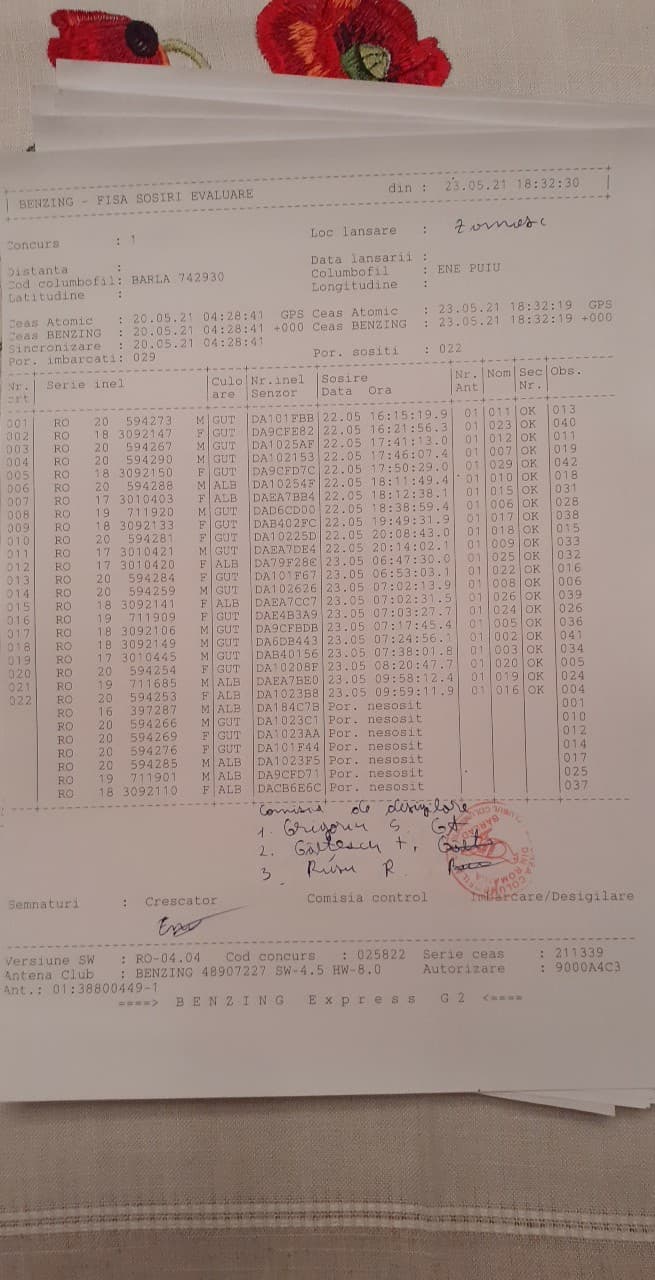 BENZING - FISA SOSIRI EVALUARE din : 23.05.21 18:32:30
Concurs : 1 Loc lansare :
Distanta : Data lansarii :
Cod columbofil: BARLA 742930 Columbofil : ENE PUIU
Latitudine : Longitudine :
Ceas Atomic : 20.05.21 04:28:41 GPS Ceas Atomic : 23.05.21 18:32:19 GPS
Ceas BENZING : 20.05.21 04:28:41 +000 Ceas BENZING : 23.05.21 18:32:19 +000
Sincronizare : 20.05.21 04:28:41
Por. imbarcati: 029 Por. sositi : 022
Nr. Serie inel Culo Nr.inel Sosire Nr. Nom Sec Obs.
crt are Senzor Data Ora Ant Nr.
001 RO 20 594273 M GUT DA101FBB 22.05 16:15:19.9 01 011 OK 013
002 RO 18 3092147 F GUT DA9CFE82 22.05 16:21:56.3 01 023 OK 040
003 RO 20 594267 M GUT DA1025AF 22.05 17:41:13.0 01 012 OK 011
004 RO 20 594290 M GUT DA102153 22.05 17:46:07.4 01 007 OK 019
005 RO 18 3092150 F GUT DA9CFD7C 22.05 17:50:29.0 01 029 OK 042
006 RO 20 594288 M ALB DA10254F 22.05 18:11:49.4 01 010 OK 018
007 RO 17 3010403 F ALB DAEA7BB4 22.05 18:12:38.1 01 015 OK 031
008 RO 19 711920 M GUT DAD6CD00 22.05 18:38:59.4 01 006 OK 028
009 RO 18 3092133 F GUT DAB402FC 22.05 19:49:31.9 01 017 OK 038
010 RO 20 594281 F GUT DA10225D 22.05 20:08:43.0 01 018 OK 015
011 RO 17 3010421 M GUT DAEA7DE4 22.05 20:14:02.1 01 009 OK 033
012 RO 17 3010420 F ALB DA79F28E 23.05 06:47:30.0 01 025 OK 032
013 RO 20 594284 F GUT DA101F67 23.05 06:53:03.1 01 022 OK 016
014 RO 20 594259 M GUT DA102626 23.05 07:02:13.9 01 008 OK 006
015 RO 18 3092141 F ALB DAEA7CC7 23.05 07:02:31.5 01 026 OK 039
016 RO 19 711909 F GUT DAE4B3A9 23.05 07:03:27.7 01 024 OK 026
017 RO 18 3092106 M GUT DA9CFBDB 23.05 07:17:45.4 01 005 OK 036
018 RO 18 3092149 M GUT DA6DB443 23.05 07:24:56.1 01 002 OK 041
019 RO 17 3010445 M GUT DAB40156 23.05 07:38:01.8 01 003 OK 034
020 RO 20 594254 F GUT DA10208F 23.05 08:20:47.7 01 020 OK 005
021 RO 19 711685 M ALB DAEA7BE0 23.05 09:58:12.4 01 019 OK 024
022 RO 20 594253 F ALB DA1023B8 23.05 09:59:11.9 01 016 OK 004
RO 16 397287 M ALB DA184C7B Por. nesosit 001
RO 20 594266 M GUT DA1023C1 Por. nesosit 010
RO 20 594269 F GUT DA1023AA Por. nesosit 012
RO 20 594276 F GUT DA101F44 Por. nesosit 014
RO 20 594285 M ALB DA1023F5 Por. nesosit 017
RO 19 711901 M ALB DA9CFD71 Por. nesosit 025
RO 18 3092110 F ALB DACB6E6C Por. nesosit 037
Comisia de desigilare
1. Grigoriu S.
2.
3. R.
Semnaturi : Crescator Comisia control Imbarcare/Desigilare
Versiune SW : RO-04.04 Cod concurs : 025822 Serie ceas : 211339
Antena Club : BENZING 48907227 SW-4.5 HW-8.0 Autorizare : 9000A4C3
Ant.: 01:38800449-1
====> BENZING Express G2 <====